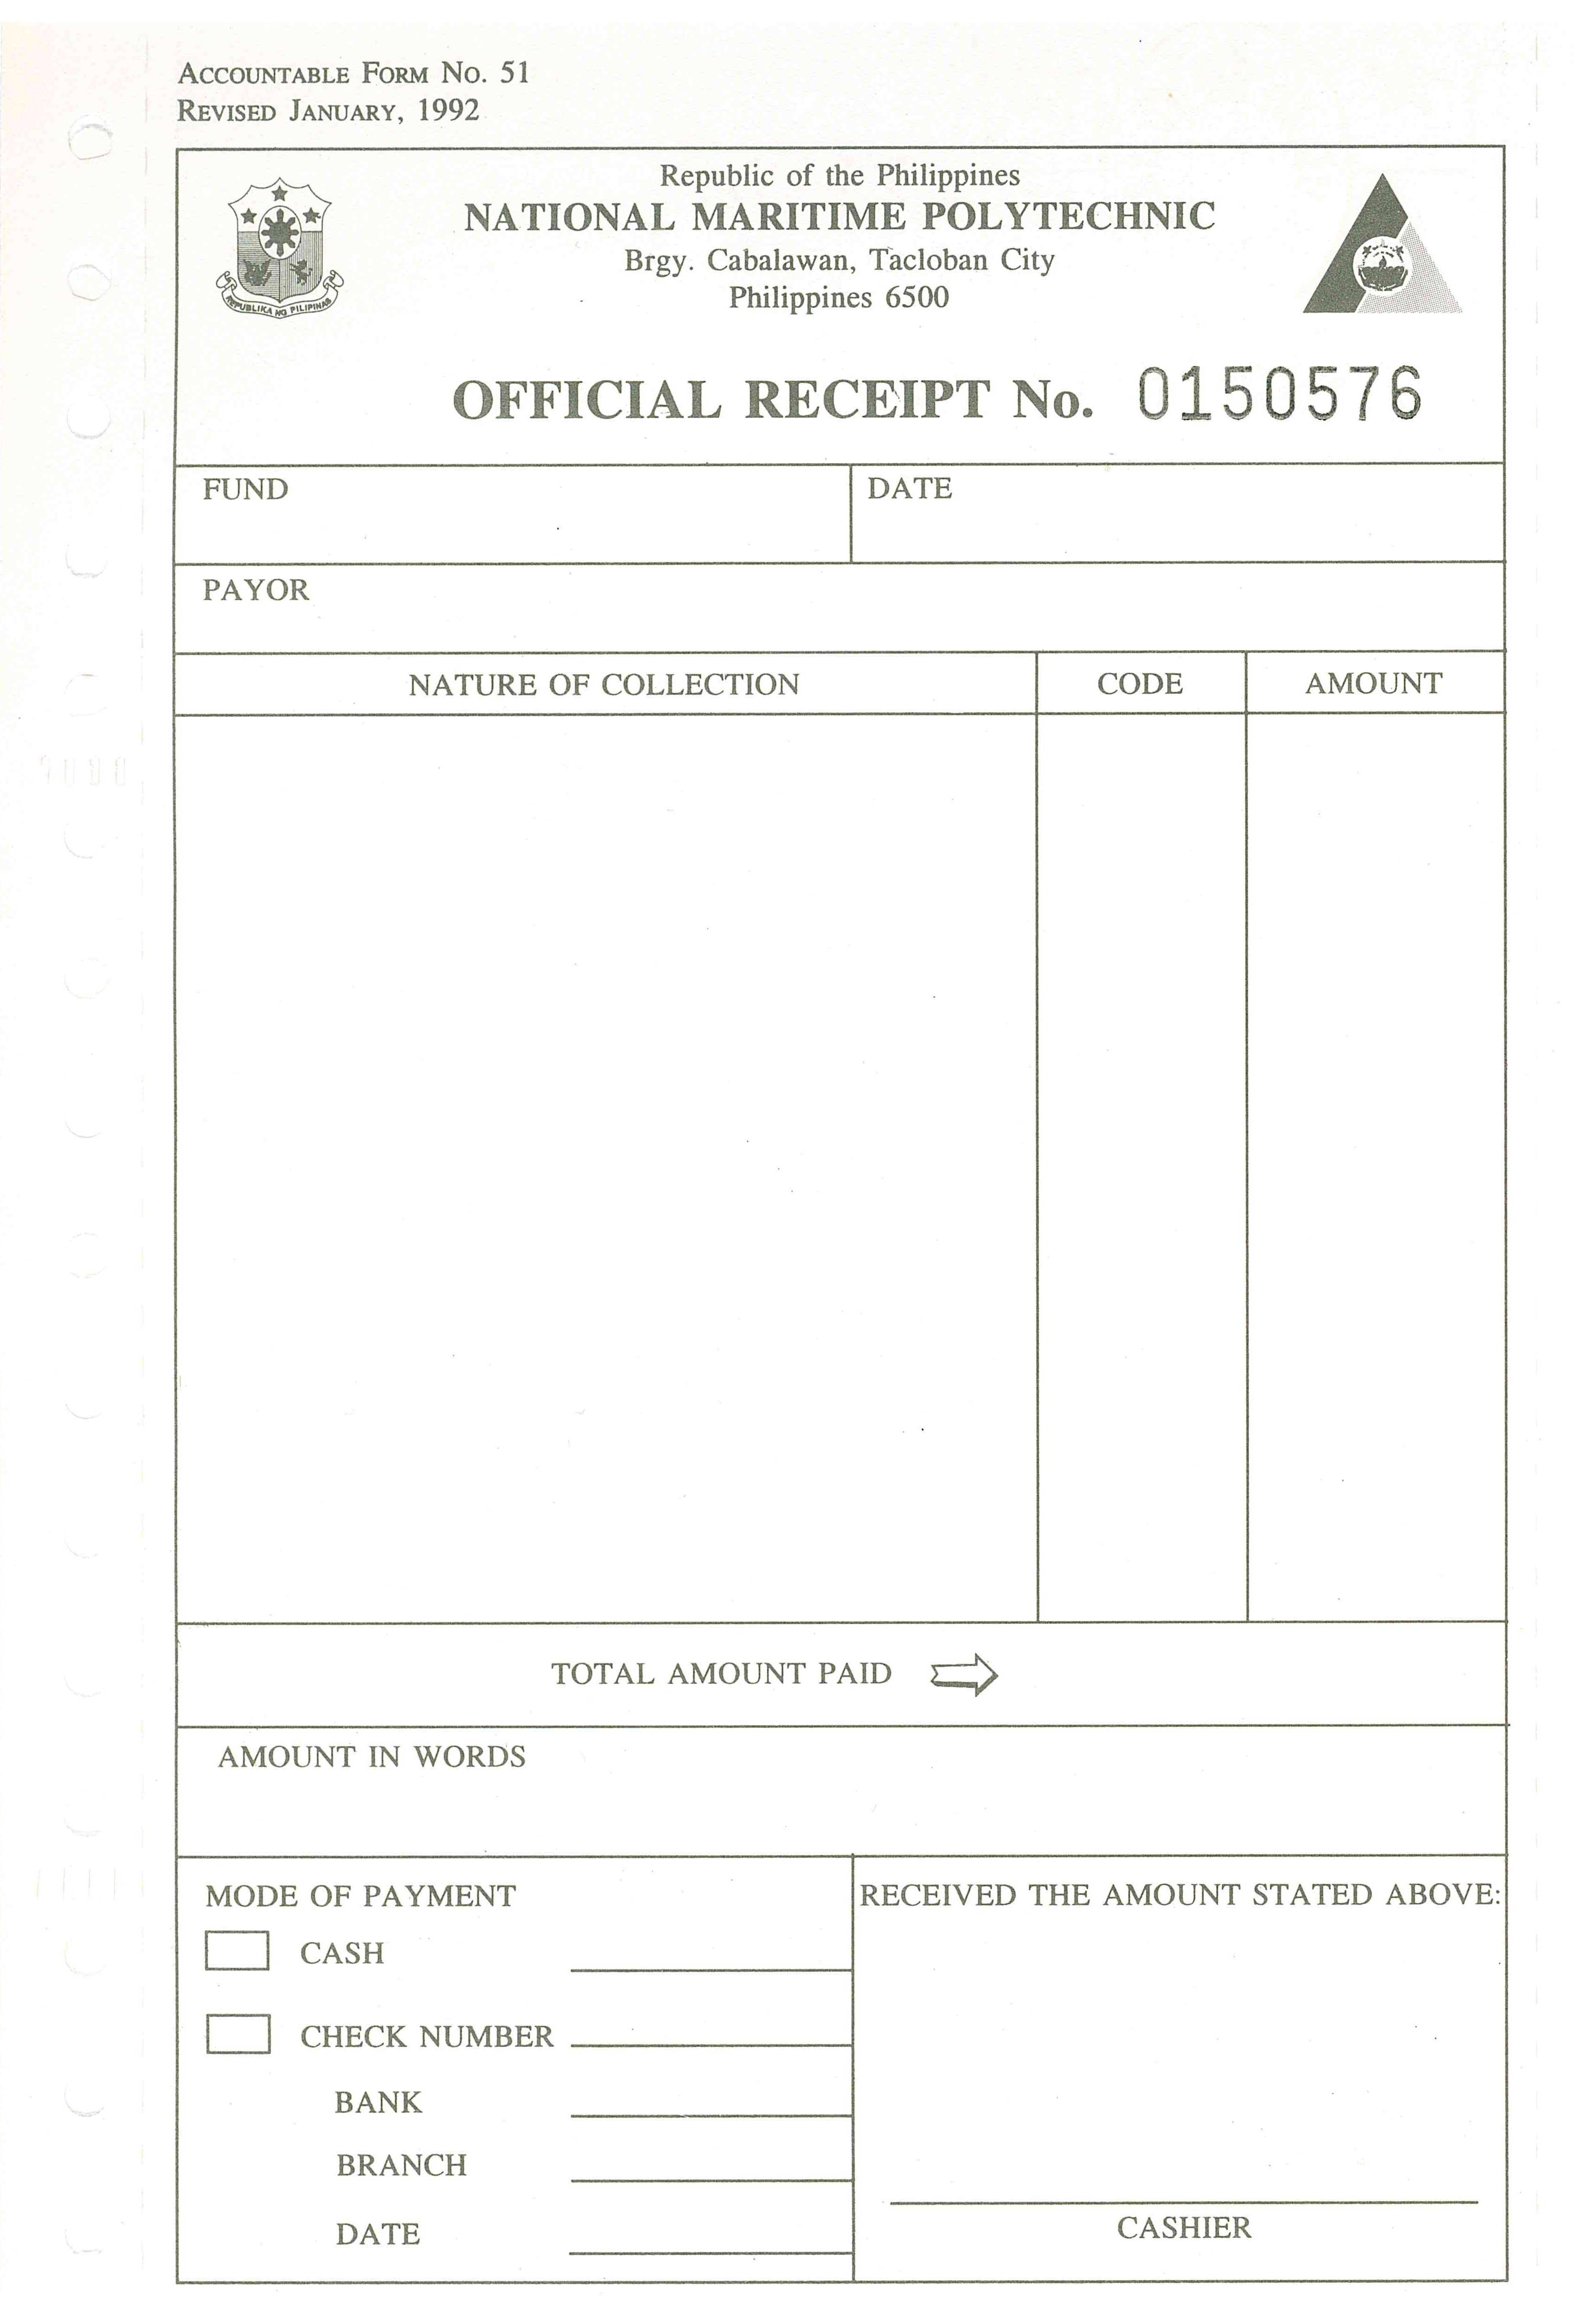 ACCOUNTABLE FORM NO. 51
REVISED JANUARY, 1992
Republic of the Philippines
NATIONAL MARITIME POLYTECHNIC
Brgy. Cabalawan, Tacloban City
Philippines 6500
REPUBLIKA NG PILIPINAS
OFFICIAL RECEIPT No. 0150576
FUND DATE
PAYOR
NATURE OF COLLECTION CODE AMOUNT
TOTAL AMOUNT PAID
AMOUNT IN WORDS
MODE OF PAYMENT RECEIVED THE AMOUNT STATED ABOVE:
CASH
CHECK NUMBER
BANK
BRANCH
DATE
CASHIER